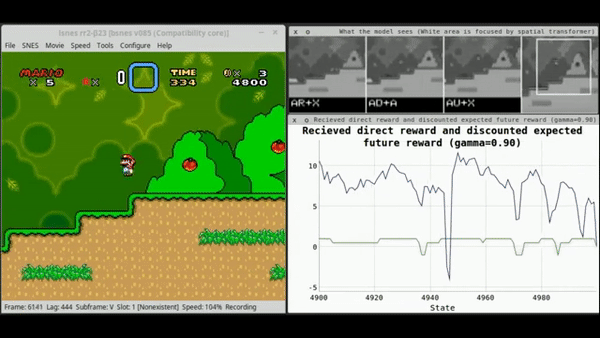 lsnes rr2-β23 [bsnes v085 (Compatibility core)]
File SNES Movie Speed Tools Configure Help
MARIO
TIME
x 5
x
0
334
x 3
4800
Frame: 6141 Lag: 444 Subframe: V Slot: 1 [Nonexistent] Speed: 104% Recording
What the model sees (White area is focused by spatial transformer)
AR+X
AD+A
AU+X
Recieved direct reward and discounted expected future reward (gamma=0.90)
Recieved direct reward and discounted expected
future reward (gamma=0.90)
10
5
0
-5
4900
4920
4940
4960
4980
State